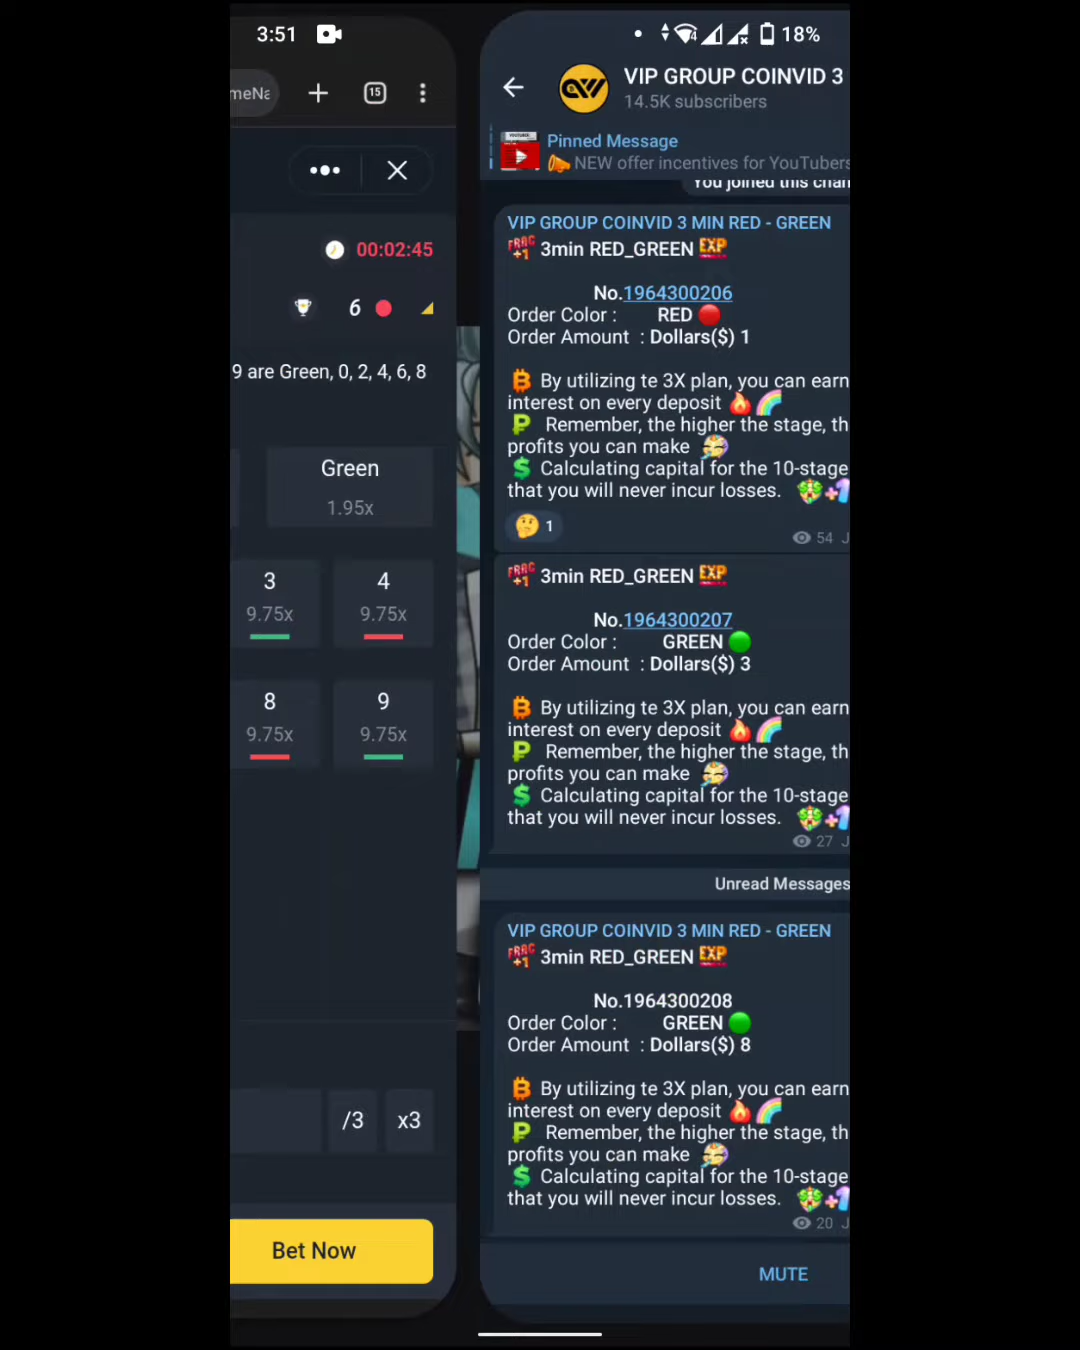 3:51
18%
meNa
15
00:02:45
6
9 are Green, 0, 2, 4, 6, 8
Green
1.95x
3
9.75x
4
9.75x
8
9.75x
9
9.75x
/3
x3
Bet Now
VIP GROUP COINVID 3
14.5K subscribers
Pinned Message
NEW offer incentives for YouTubers
You joined this chan
VIP GROUP COINVID 3 MIN RED - GREEN
3min RED_GREEN EXP
No.1964300206
Order Color : RED 🔴
Order Amount : Dollars($) 1
By utilizing te 3X plan, you can earn
interest on every deposit 🔥🌈
Remember, the higher the stage, th
profits you can make 🥳
Calculating capital for the 10-stage
that you will never incur losses.
🤔 1
54 J
3min RED_GREEN EXP
No.1964300207
Order Color : GREEN 🟢
Order Amount : Dollars($) 3
By utilizing te 3X plan, you can earn
interest on every deposit 🔥🌈
Remember, the higher the stage, th
profits you can make 🥳
Calculating capital for the 10-stage
that you will never incur losses.
27 J
Unread Messages
VIP GROUP COINVID 3 MIN RED - GREEN
3min RED_GREEN EXP
No.1964300208
Order Color : GREEN 🟢
Order Amount : Dollars($) 8
By utilizing te 3X plan, you can earn
interest on every deposit 🔥🌈
Remember, the higher the stage, th
profits you can make 🥳
Calculating capital for the 10-stage
that you will never incur losses.
20 J
MUTE